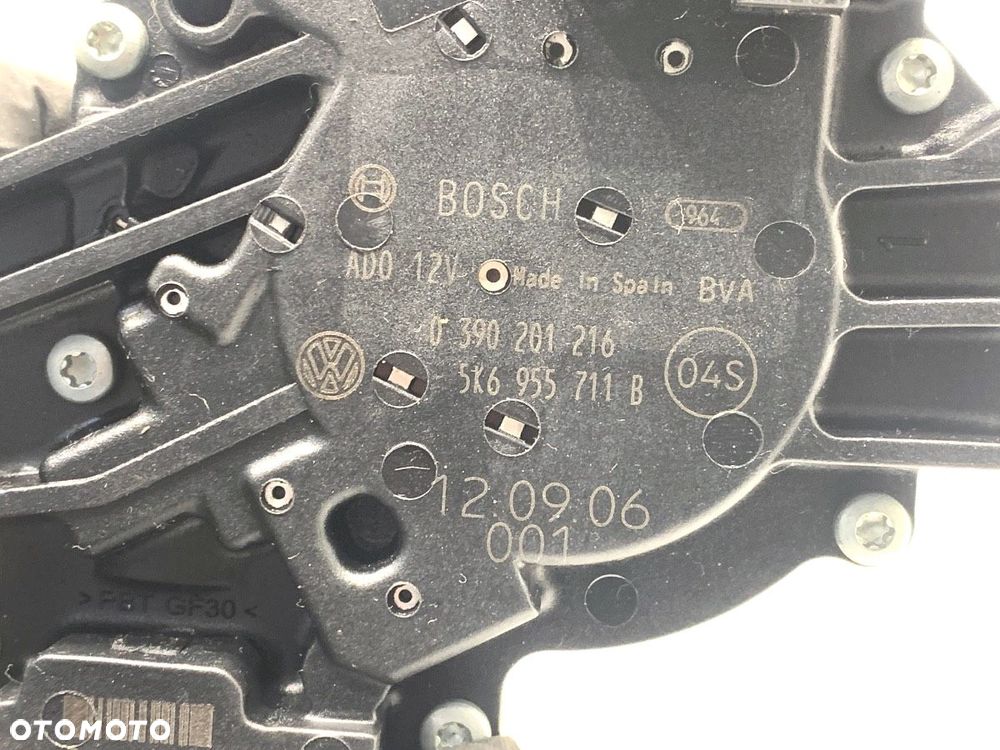 BOSCH 964
AD0 12V Made in Spain BVA
0 390 201 216
5K6 955 711 B 04S
12.09.06
001
>PBT GF30<
OTOMOTO